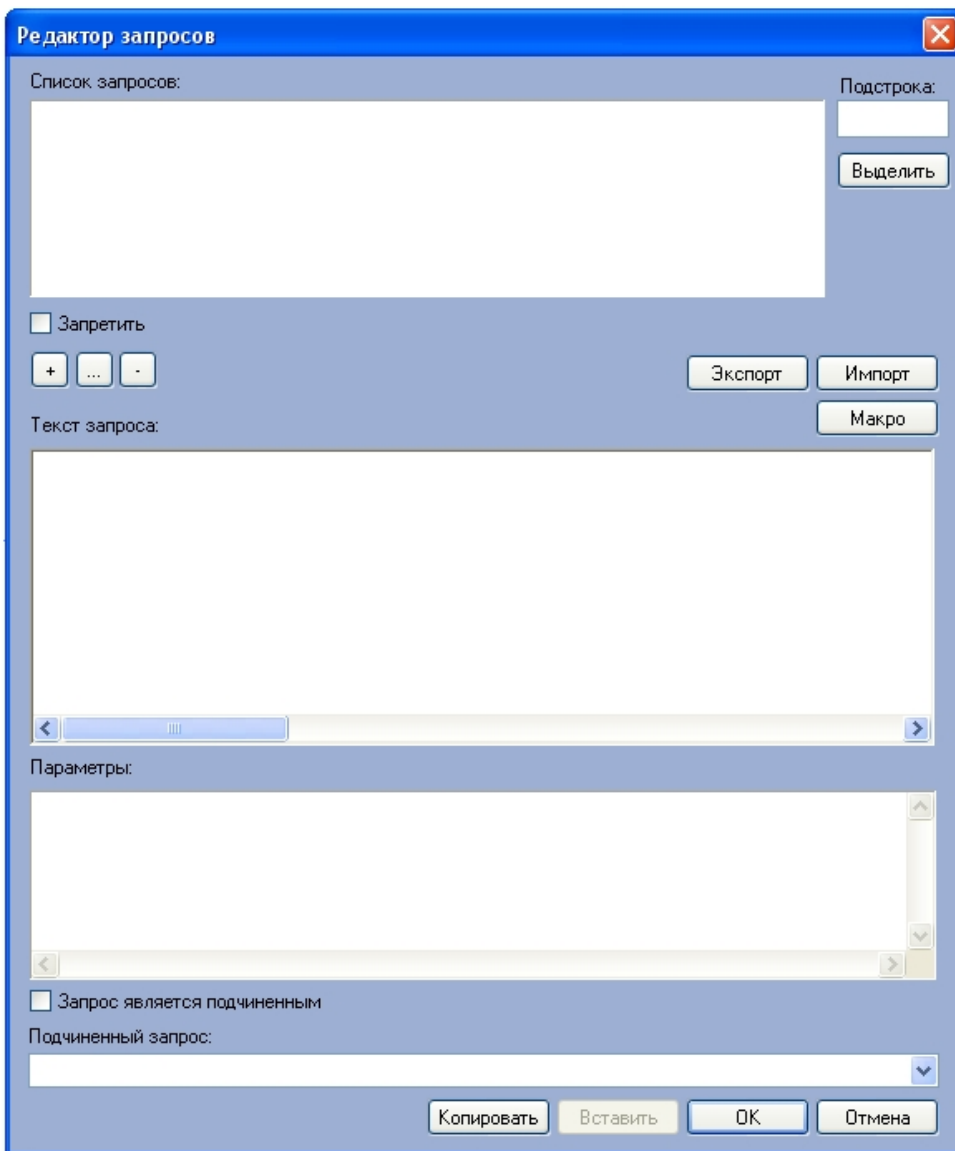 Редактор запросов
Список запросов:
Подстрока:
Выделить
Запретить
+ ... -
Экспорт Импорт
Макро
Текст запроса:
Параметры:
Запрос является подчиненным
Подчиненный запрос:
Копировать Вставить OK Отмена